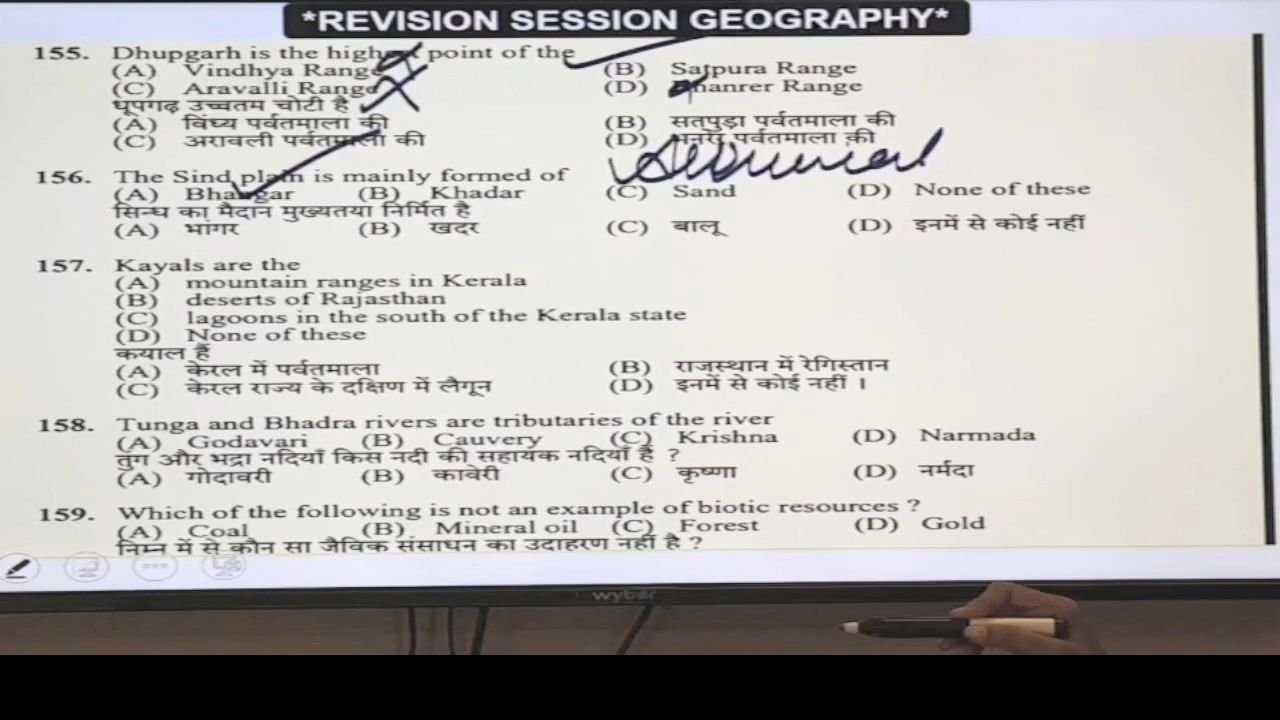 *REVISION SESSION GEOGRAPHY*
155. Dhupgarh is the highest point of the
(A) Vindhya Range (B) Satpura Range
(C) Aravalli Range (D) Dhanrer Range
धूपगढ़ उच्चतम चोटी है
(A) विंध्य पर्वतमाला की (B) सतपुड़ा पर्वतमाला की
(C) अरावली पर्वतमाला की (D) पर्वतमाला की
156. The Sind plain is mainly formed of
(A) Bhangar (B) Khadar (C) Sand (D) None of these
सिन्ध का मैदान मुख्यतया निर्मित है
(A) भांगर (B) खदर (C) बालू (D) इनमें से कोई नहीं
157. Kayals are the
(A) mountain ranges in Kerala
(B) deserts of Rajasthan
(C) lagoons in the south of the Kerala state
(D) None of these
कयाल हैं
(A) केरल में पर्वतमाला (B) राजस्थान में रेगिस्तान
(C) केरल राज्य के दक्षिण में लैगून (D) इनमें से कोई नहीं ।
158. Tunga and Bhadra rivers are tributaries of the river
(A) Godavari (B) Cauvery (C) Krishna (D) Narmada
तुंग और भद्रा नदियाँ किस नदी की सहायक नदियाँ हैं ?
(A) गोदावरी (B) कावेरी (C) कृष्णा (D) नर्मदा
159. Which of the following is not an example of biotic resources ?
(A) Coal (B) Mineral oil (C) Forest (D) Gold
निम्न में से कौन सा जैविक संसाधन का उदाहरण नहीं है ?
wybor